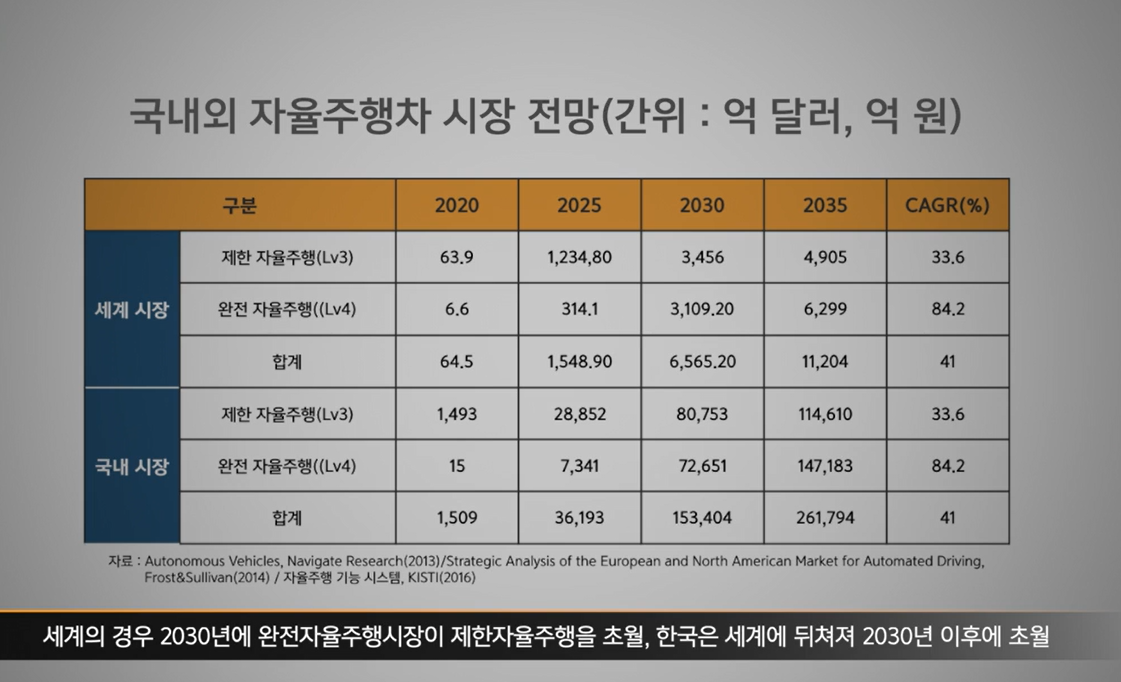 국내외 자율주행차 시장 전망(간위 : 억 달러, 억 원)
구분 2020 2025 2030 2035 CAGR(%)
세계 시장
제한 자율주행(Lv3) 63.9 1,234,80 3,456 4,905 33.6
완전 자율주행((Lv4) 6.6 314.1 3,109.20 6,299 84.2
합계 64.5 1,548.90 6,565.20 11,204 41
국내 시장
제한 자율주행(Lv3) 1,493 28,852 80,753 114,610 33.6
완전 자율주행((Lv4) 15 7,341 72,651 147,183 84.2
합계 1,509 36,193 153,404 261,794 41
자료 : Autonomous Vehicles, Navigate Research(2013)/Strategic Analysis of the European and North American Market for Automated Driving,
Frost&Sullivan(2014) / 자율주행 기능 시스템, KISTI(2016)
세계의 경우 2030년에 완전자율주행시장이 제한자율주행을 초월, 한국은 세계에 뒤쳐져 2030년 이후에 초월